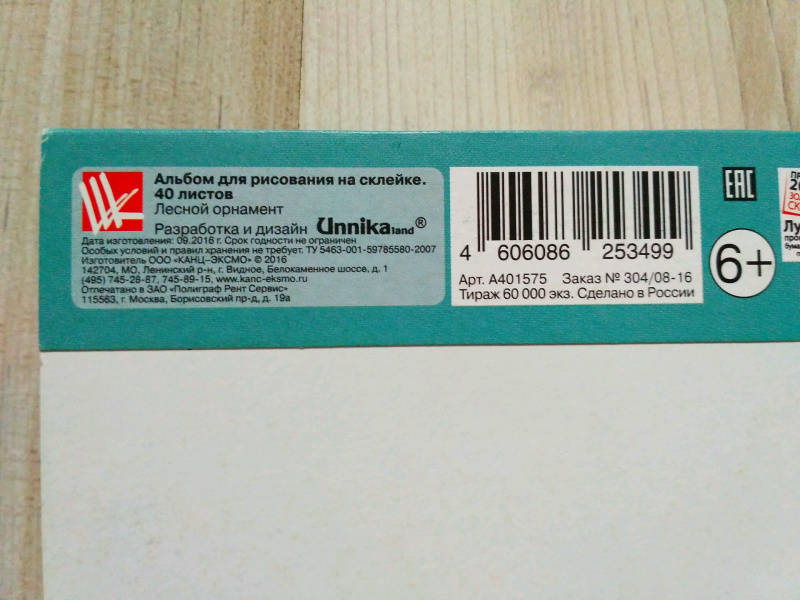 Альбом для рисования на склейке.
40 листов
Лесной орнамент
Разработка и дизайн Unnikaland®
Дата изготовления: 09.2016 г. Срок годности не ограничен
Особых условий и правил хранения не требует. ТУ 5463-001-59785580-2007
Изготовитель ООО «КАНЦ-ЭКСМО» © 2016
142704, МО, Ленинский р-н, г. Видное, Белокаменное шоссе, д. 1
(495) 745-28-87, 745-89-15, www.kanc-eksmo.ru
Отпечатано в ЗАО «Полиграф Рент Сервис»
115563, г. Москва, Борисовский пр-д, д. 19а
4 606086 253499
Арт. А401575 Заказ № 304/08-16
Тираж 60 000 экз. Сделано в России
EAC
6+